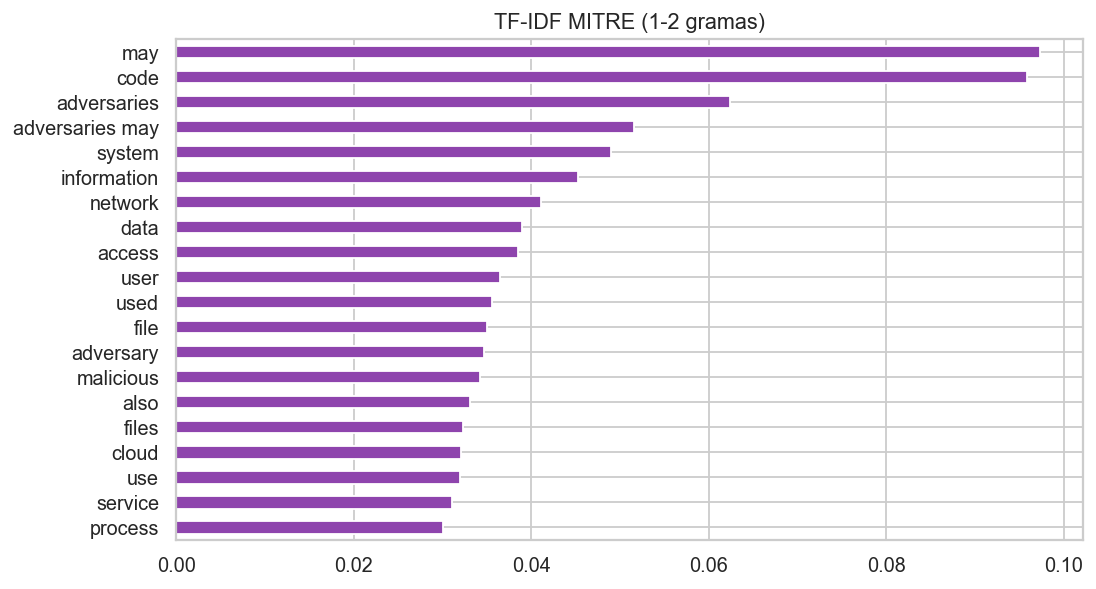 TF-IDF MITRE (1-2 gramas)
may
code
adversaries
adversaries may
system
information
network
data
access
user
used
file
adversary
malicious
also
files
cloud
use
service
process
0.00 0.02 0.04 0.06 0.08 0.10